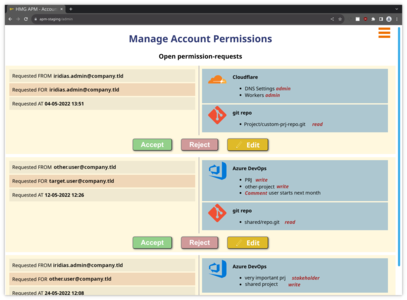 HMG APM - Accoun
apm-staging/admin
Manage Account Permissions
Open permission-requests
Requested FROM iridias.admin@company.tld
Requested FOR iridias.admin@company.tld
Requested AT 04-05-2022 13:51
Cloudflare
DNS Settings admin
Workers admin
git repo
Project/custom-prj-repo.git read
Accept
Reject
Edit
Requested FROM other.user@company.tld
Requested FOR target.user@company.tld
Requested AT 12-05-2022 12:26
Azure DevOps
PRJ write
other-project write
Comment user starts next month
git repo
shared/repo.git read
Accept
Reject
Edit
Requested FROM iridias.admin@company.tld
Requested FOR other.user@company.tld
Requested AT 24-05-2022 12:08
Azure DevOps
very important prj stakeholder
shared project write